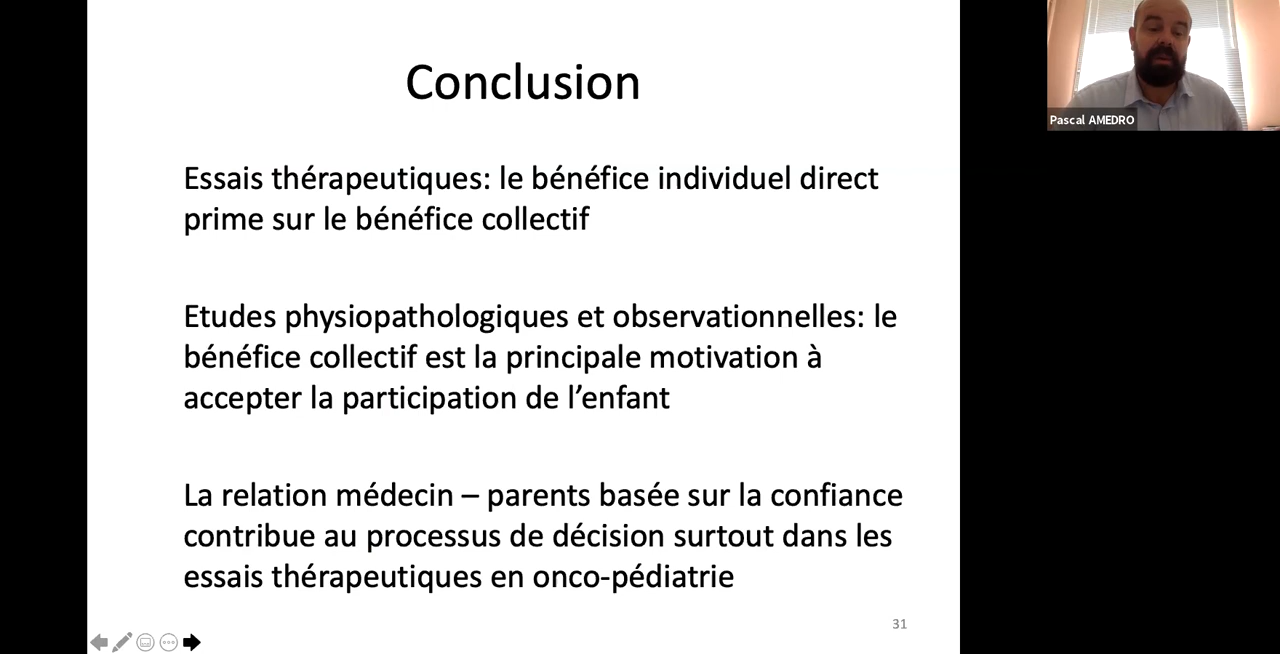 Conclusion
Essais thérapeutiques: le bénéfice individuel direct
prime sur le bénéfice collectif
Etudes physiopathologiques et observationnelles: le
bénéfice collectif est la principale motivation à
accepter la participation de l’enfant
La relation médecin – parents basée sur la confiance
contribue au processus de décision surtout dans les
essais thérapeutiques en onco-pédiatrie
31
Pascal AMEDRO